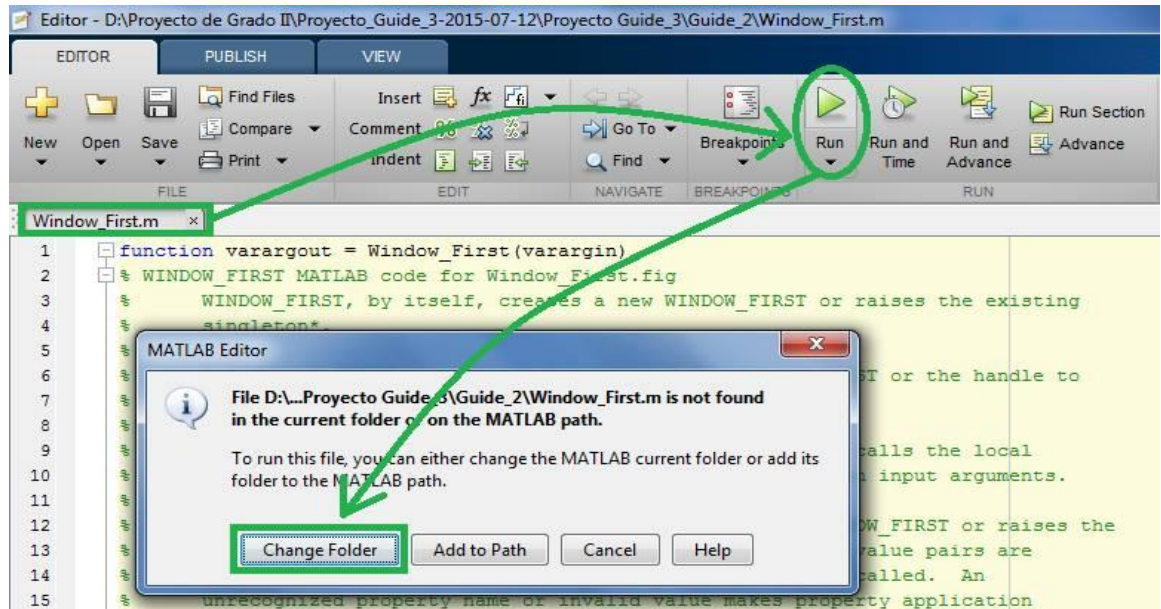 Editor - D:\Proyecto de Grado II\Proyecto_Guide_3-2015-07-12\Proyecto Guide_3\Guide_2\Window_First.m
EDITOR PUBLISH VIEW
New Open Save Find Files Compare Print
Insert fx Comment Indent
Go To Find
Breakpoints
Run Run and Time Run and Advance Run Section Advance
FILE EDIT NAVIGATE BREAKPOINTS RUN
Window_First.m ×
1 function varargout = Window_First(varargin)
2 % WINDOW_FIRST MATLAB code for Window_First.fig
3 % WINDOW_FIRST, by itself, creates a new WINDOW_FIRST or raises the existing
4 % singleton*.
5 %
6 % ST or the handle to
7 %
8 %
9 % calls the local
10 % input arguments.
11 %
12 % OW_FIRST or raises the
13 % value pairs are
14 % called. An
15 % unrecognized property name or invalid value makes property application
MATLAB Editor
File D:\...Proyecto Guide_3\Guide_2\Window_First.m is not found
in the current folder or on the MATLAB path.
To run this file, you can either change the MATLAB current folder or add its
folder to the MATLAB path.
Change Folder Add to Path Cancel Help